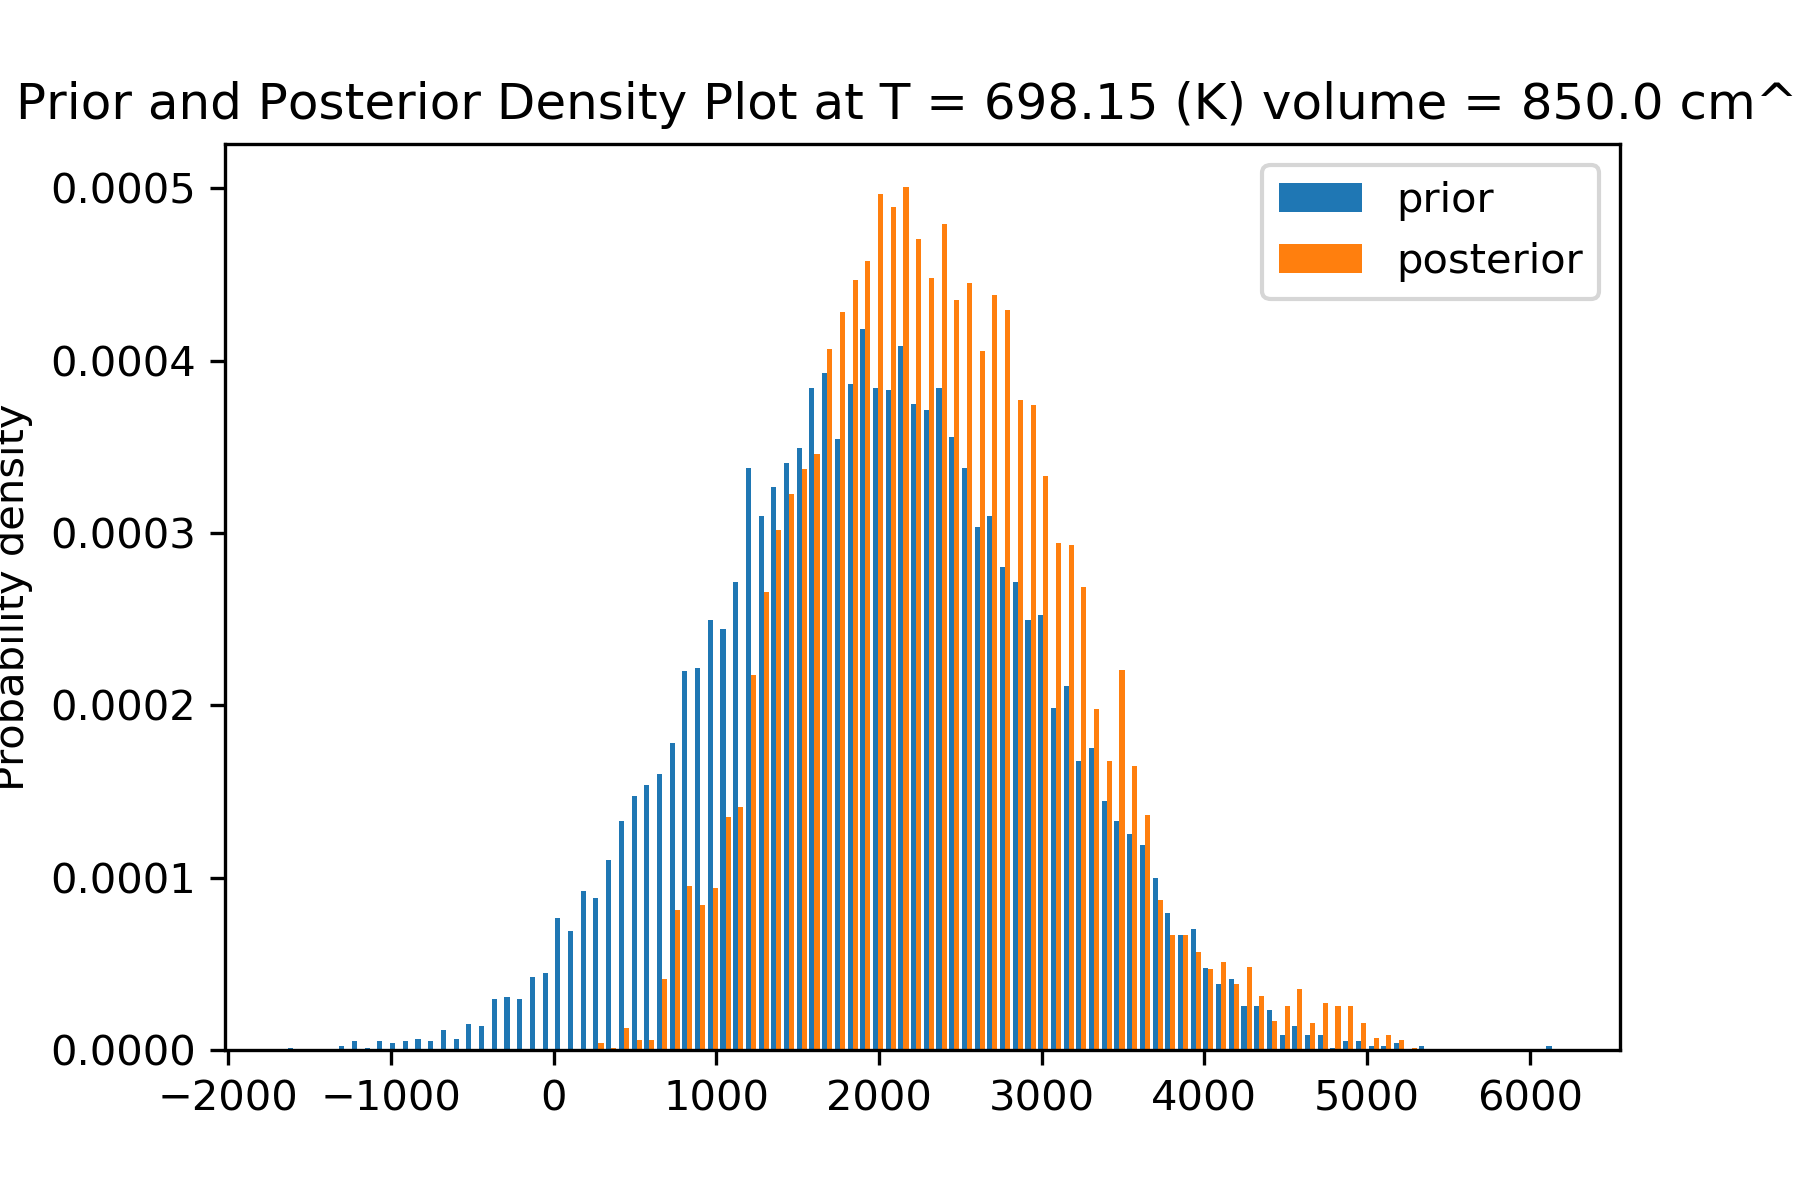 Prior and Posterior Density Plot at T = 698.15 (K) volume = 850.0 cm^
prior
posterior
Probability density
0.0005
0.0004
0.0003
0.0002
0.0001
0.0000
−2000 −1000 0 1000 2000 3000 4000 5000 6000